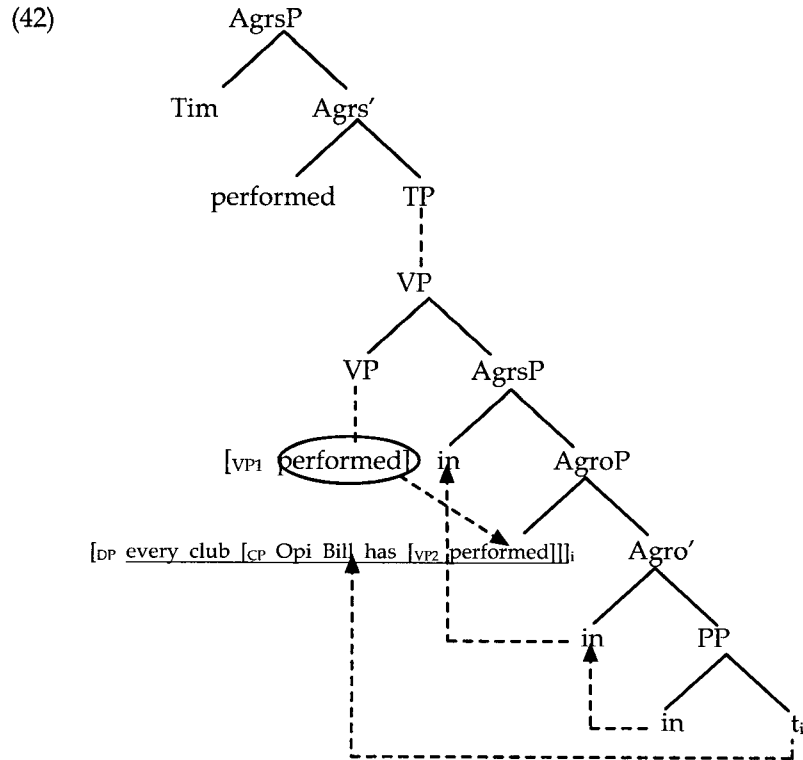 (42)
AgrsP
Tim Agrs’
performed TP
VP
VP AgrsP
[VP1 performed] in AgroP
[DP every club [CP Opi Bill has [VP2 performed]]]i Agro’
in PP
in ti